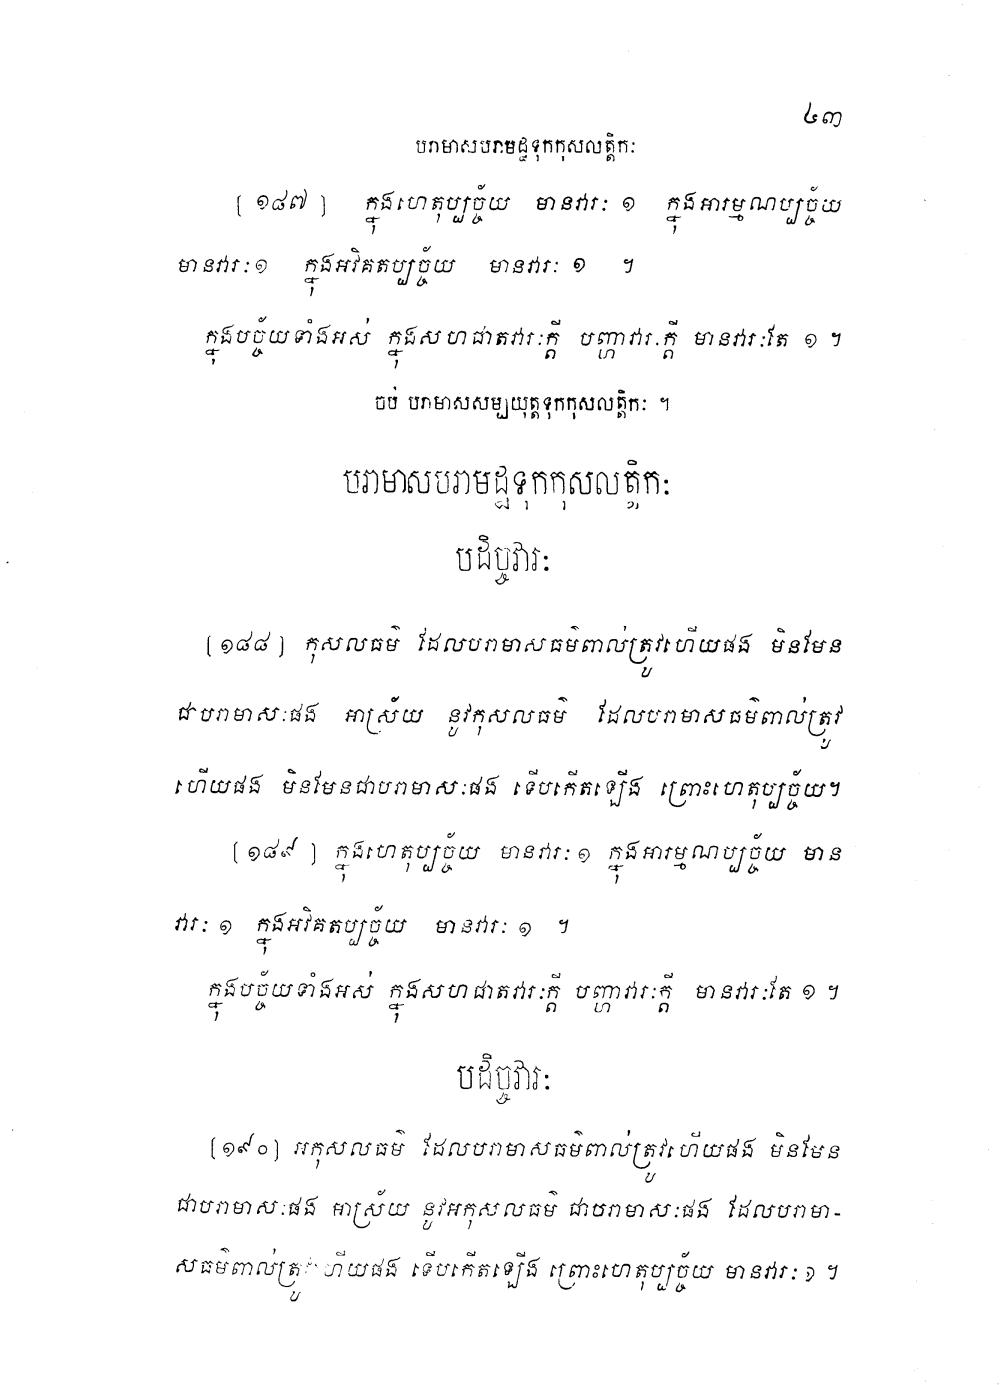 ៤៣
បរាមាសបរាមដ្ឋទុកកុសលត្តិកៈ
[ ១៨៧ ] ក្នុងហេតុប្បច្ច័យ មានវារៈ ១ ក្នុងអារម្មណប្បច្ច័យ
មានវារៈ ១ ក្នុងអវិគតប្បច្ច័យ មានវារៈ ១ ។
ក្នុងបច្ច័យទាំងអស់ ក្នុងសហជាតវារៈក្តី បញ្ហាវារៈក្តី មានវារៈតែ ១ ។
ចប់ បរាមាសសម្បយុត្តទុកកុសលត្តិកៈ ។
បរាមាសបរាមដ្ឋទុកកុសលត្តិកៈ
បដិច្ចវារៈ
[១៨៨] កុសលធម៌ ដែលបរាមាសធម៌ពាល់ត្រូវហើយផង មិនមែន
ជាបរាមាសៈផង អាស្រ័យ នូវកុសលធម៌ ដែលបរាមាសធម៌ពាល់ត្រូវ
ហើយផង មិនមែនជាបរាមាសៈផង ទើបកើតឡើង ព្រោះហេតុប្បច្ច័យ។
[១៨៩ ] ក្នុងហេតុប្បច្ច័យ មានវារៈ ១ ក្នុងអារម្មណប្បច្ច័យ មាន
វារៈ ១ ក្នុងអវិគតប្បច្ច័យ មានវារៈ ១ ។
ក្នុងបច្ច័យទាំងអស់ ក្នុងសហជាតវារៈក្តី បញ្ហាវារៈក្តី មានវារៈតែ ១ ។
បដិច្ចវារៈ
[១៩០] អកុសលធម៌ ដែលបរាមាសធម៌ពាល់ត្រូវហើយផង មិនមែន
ជាបរាមាសៈផង អាស្រ័យ នូវអកុសលធម៌ ជាបរាមាសៈផង ដែលបរាមា-
សធម៌ពាល់ត្រូវហើយផង ទើបកើតឡើង ព្រោះហេតុប្បច្ច័យ មានវារៈ ១ ។